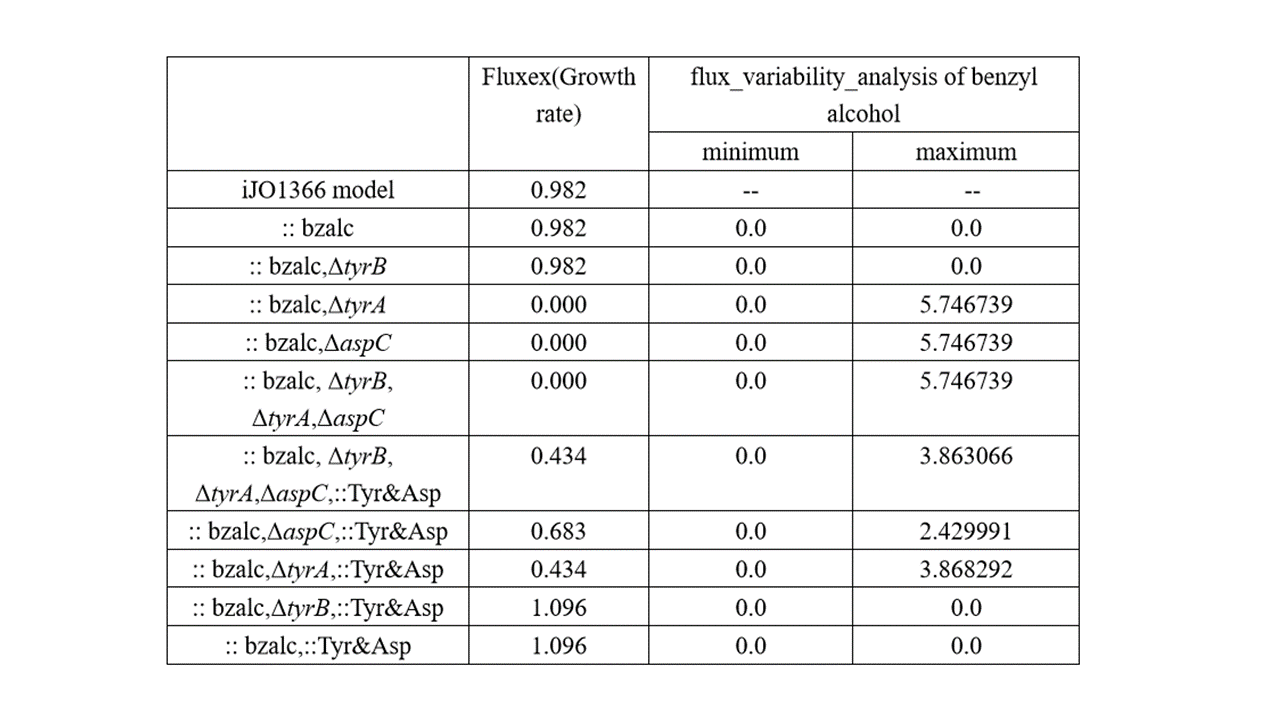 Fluxex(Growth rate) flux_variability_analysis of benzyl alcohol
minimum maximum
iJO1366 model 0.982 -- --
:: bzalc 0.982 0.0 0.0
:: bzalc,ΔtyrB 0.982 0.0 0.0
:: bzalc,ΔtyrA 0.000 0.0 5.746739
:: bzalc,ΔaspC 0.000 0.0 5.746739
:: bzalc, ΔtyrB, 0.000 0.0 5.746739
ΔtyrA,ΔaspC
:: bzalc, ΔtyrB, 0.434 0.0 3.863066
ΔtyrA,ΔaspC,::Tyr&Asp
:: bzalc,ΔaspC,::Tyr&Asp 0.683 0.0 2.429991
:: bzalc,ΔtyrA,::Tyr&Asp 0.434 0.0 3.868292
:: bzalc,ΔtyrB,::Tyr&Asp 1.096 0.0 0.0
:: bzalc,::Tyr&Asp 1.096 0.0 0.0